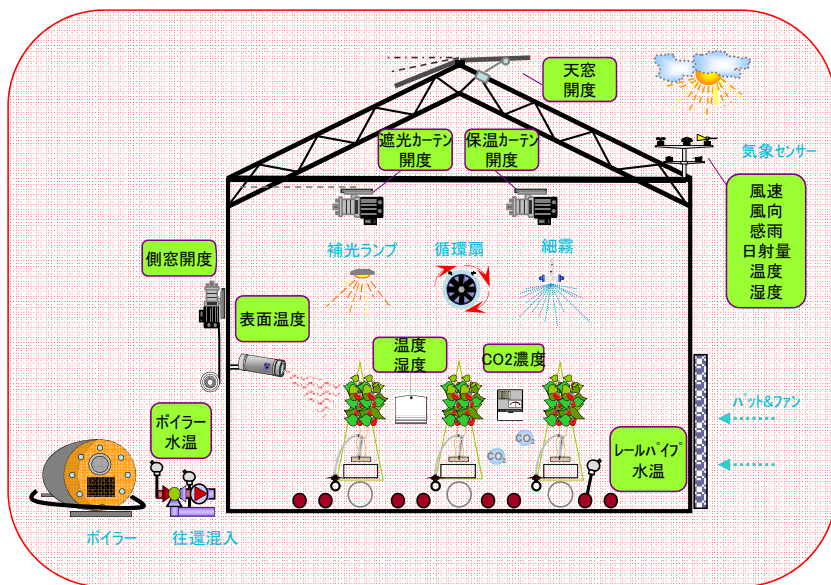 天窓
開度
遮光カーテン
開度
保温カーテン
開度
気象センサー
風速
風向
感雨
日射量
温度
湿度
補光ランプ
循環扇
細霧
側窓開度
表面温度
温度
湿度
CO2濃度
パット&ファン
ボイラー
水温
レールパイプ
水温
CO₂
CO₂
ボイラー
往還混入